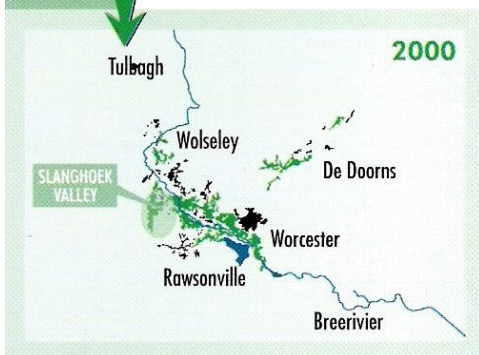 2000
Tulbagh
Wolseley
De Doorns
SLANGHOEK
VALLEY
Worcester
Rawsonville
Breerivier